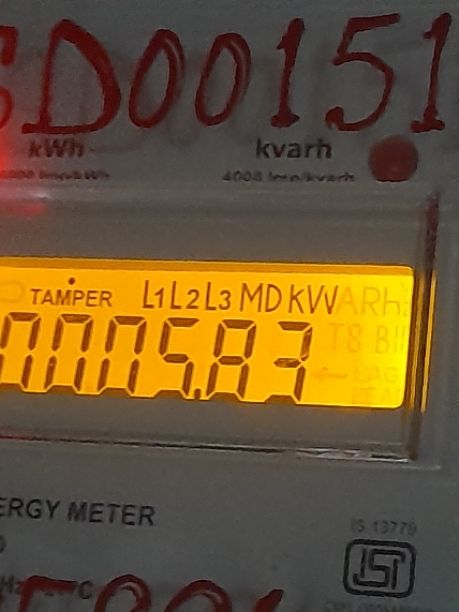 SD00151
kWh kvarh
4000 Imp/kvarh
TAMPER L1 L2 L3 MD KW
0005.83
ERGY METER
IS 13779